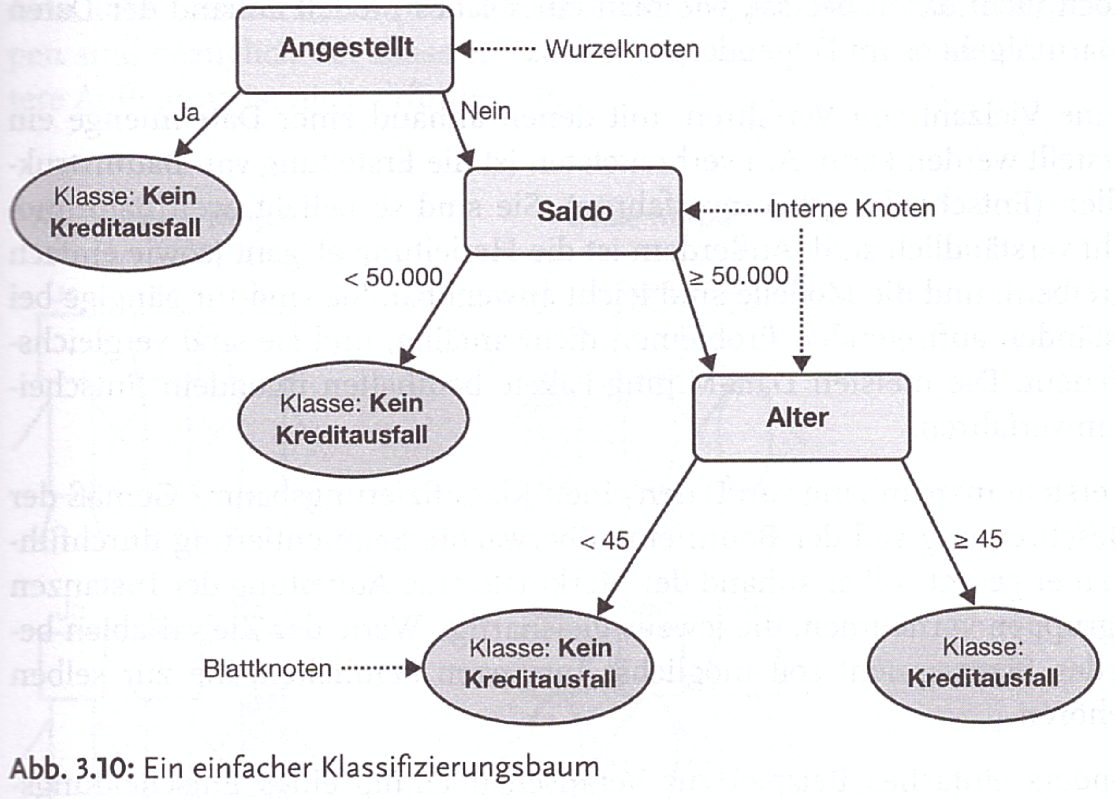 Angestellt
Wurzelknoten
Ja
Nein
Klasse: Kein
Kreditausfall
Saldo
Interne Knoten
< 50.000
≥ 50.000
Klasse: Kein
Kreditausfall
Alter
< 45
≥ 45
Blattknoten
Klasse: Kein
Kreditausfall
Klasse:
Kreditausfall
Abb. 3.10: Ein einfacher Klassifizierungsbaum